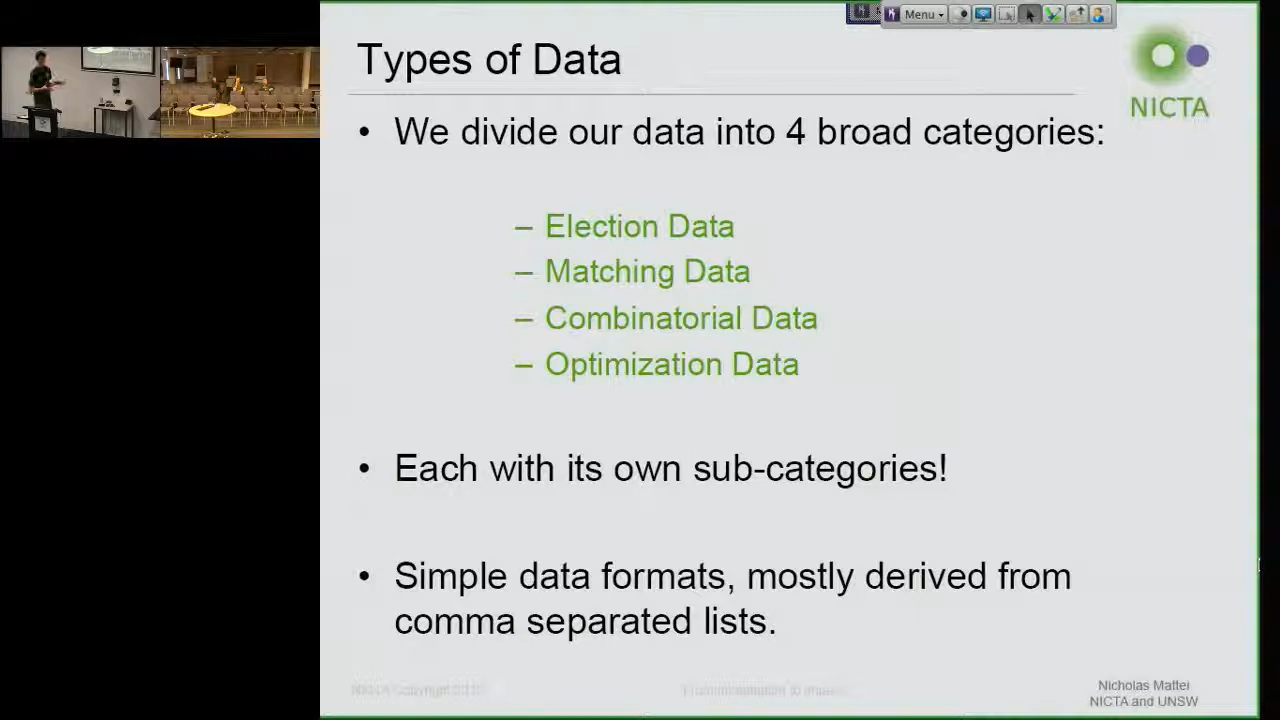 Menu
Types of Data
NICTA
• We divide our data into 4 broad categories:
– Election Data
– Matching Data
– Combinatorial Data
– Optimization Data
• Each with its own sub-categories!
• Simple data formats, mostly derived from
comma separated lists.
Nicholas Mattei
NICTA and UNSW